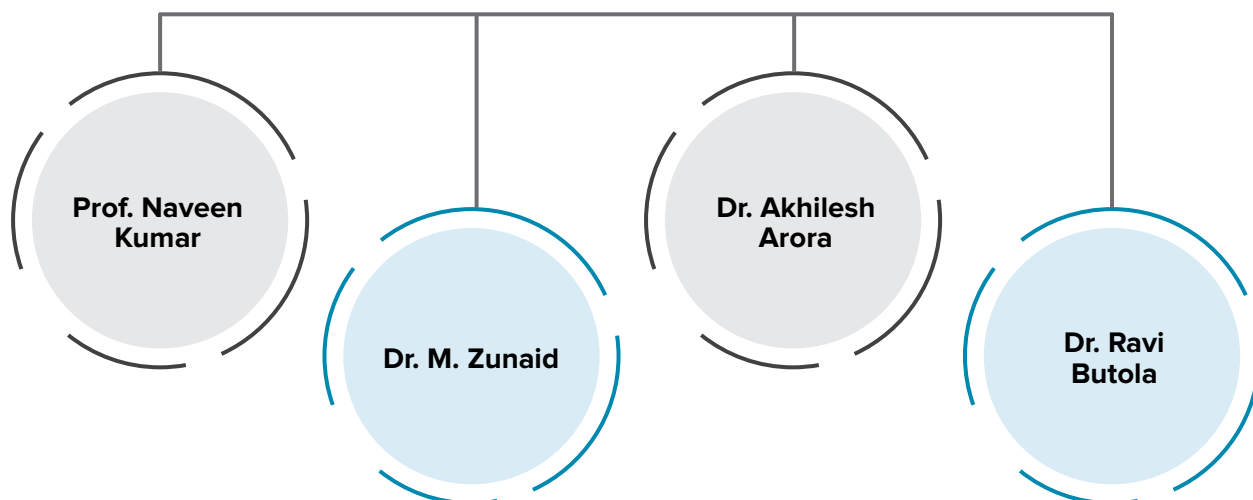 Prof. Naveen
Kumar
Dr. M. Zunaid
Dr. Akhilesh
Arora
Dr. Ravi
Butola